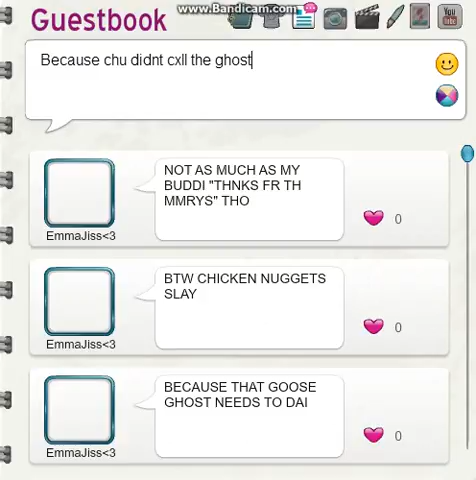 www.Bandicam.com
Guestbook
You
Tube
Because chu didnt cxll the ghost
NOT AS MUCH AS MY
BUDDI "THNKS FR TH
MMRYS" THO
0
EmmaJiss<3
BTW CHICKEN NUGGETS
SLAY
0
EmmaJiss<3
BECAUSE THAT GOOSE
GHOST NEEDS TO DAI
0
EmmaJiss<3